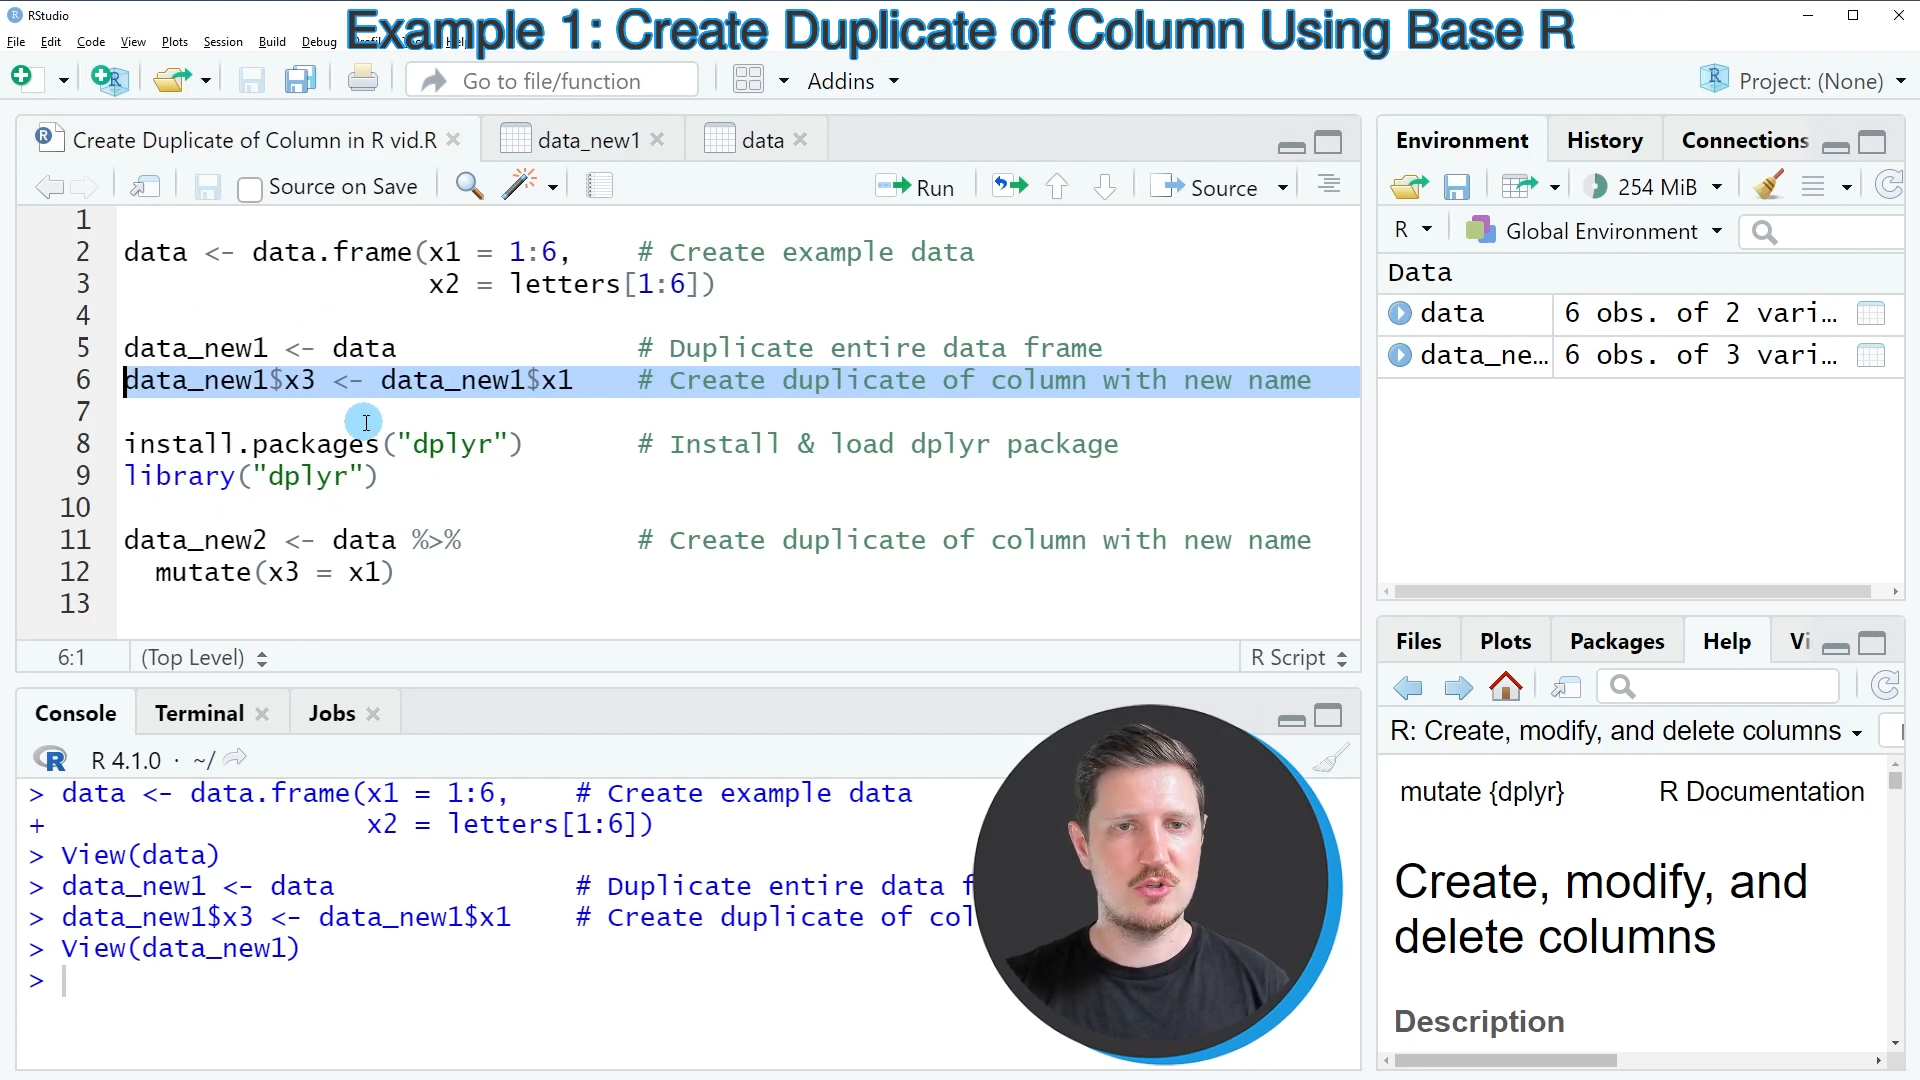 RStudio
Example 1: Create Duplicate of Column Using Base R
File Edit Code View Plots Session Build Debug
Go to file/function
Addins
Project: (None)
Create Duplicate of Column in R vid.R
data_new1
data
Source on Save
Run
Source
1
2 data <- data.frame(x1 = 1:6, # Create example data
3 x2 = letters[1:6])
4
5 data_new1 <- data # Duplicate entire data frame
6 data_new1$x3 <- data_new1$x1 # Create duplicate of column with new name
7
8 install.packages("dplyr") # Install & load dplyr package
9 library("dplyr")
10
11 data_new2 <- data %>% # Create duplicate of column with new name
12 mutate(x3 = x1)
13
6:1 (Top Level) R Script
Console Terminal Jobs
R 4.1.0 · ~/
> data <- data.frame(x1 = 1:6, # Create example data
+ x2 = letters[1:6])
> View(data)
> data_new1 <- data # Duplicate entire data f
> data_new1$x3 <- data_new1$x1 # Create duplicate of col
> View(data_new1)
>
Environment History Connections
254 MiB
R Global Environment
Data
data 6 obs. of 2 vari…
data_ne… 6 obs. of 3 vari…
Files Plots Packages Help Vi
R: Create, modify, and delete columns
mutate {dplyr} R Documentation
Create, modify, and
delete columns
Description